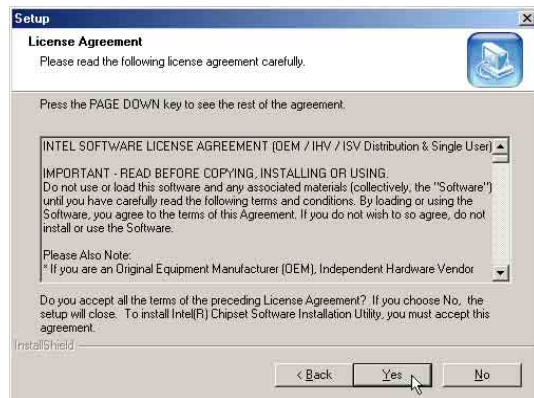 Setup
License Agreement
Please read the following license agreement carefully.
Press the PAGE DOWN key to see the rest of the agreement.
INTEL SOFTWARE LICENSE AGREEMENT (OEM / IHV / ISV Distribution & Single User)
IMPORTANT - READ BEFORE COPYING, INSTALLING OR USING.
Do not use or load this software and any associated materials (collectively, the "Software")
until you have carefully read the following terms and conditions. By loading or using the
Software, you agree to the terms of this Agreement. If you do not wish to so agree, do not
install or use the Software.
Please Also Note:
* If you are an Original Equipment Manufacturer (OEM), Independent Hardware Vendor
Do you accept all the terms of the preceding License Agreement? If you choose No, the
setup will close. To install Intel(R) Chipset Software Installation Utility, you must accept this
agreement.
InstallShield
< Back Yes No